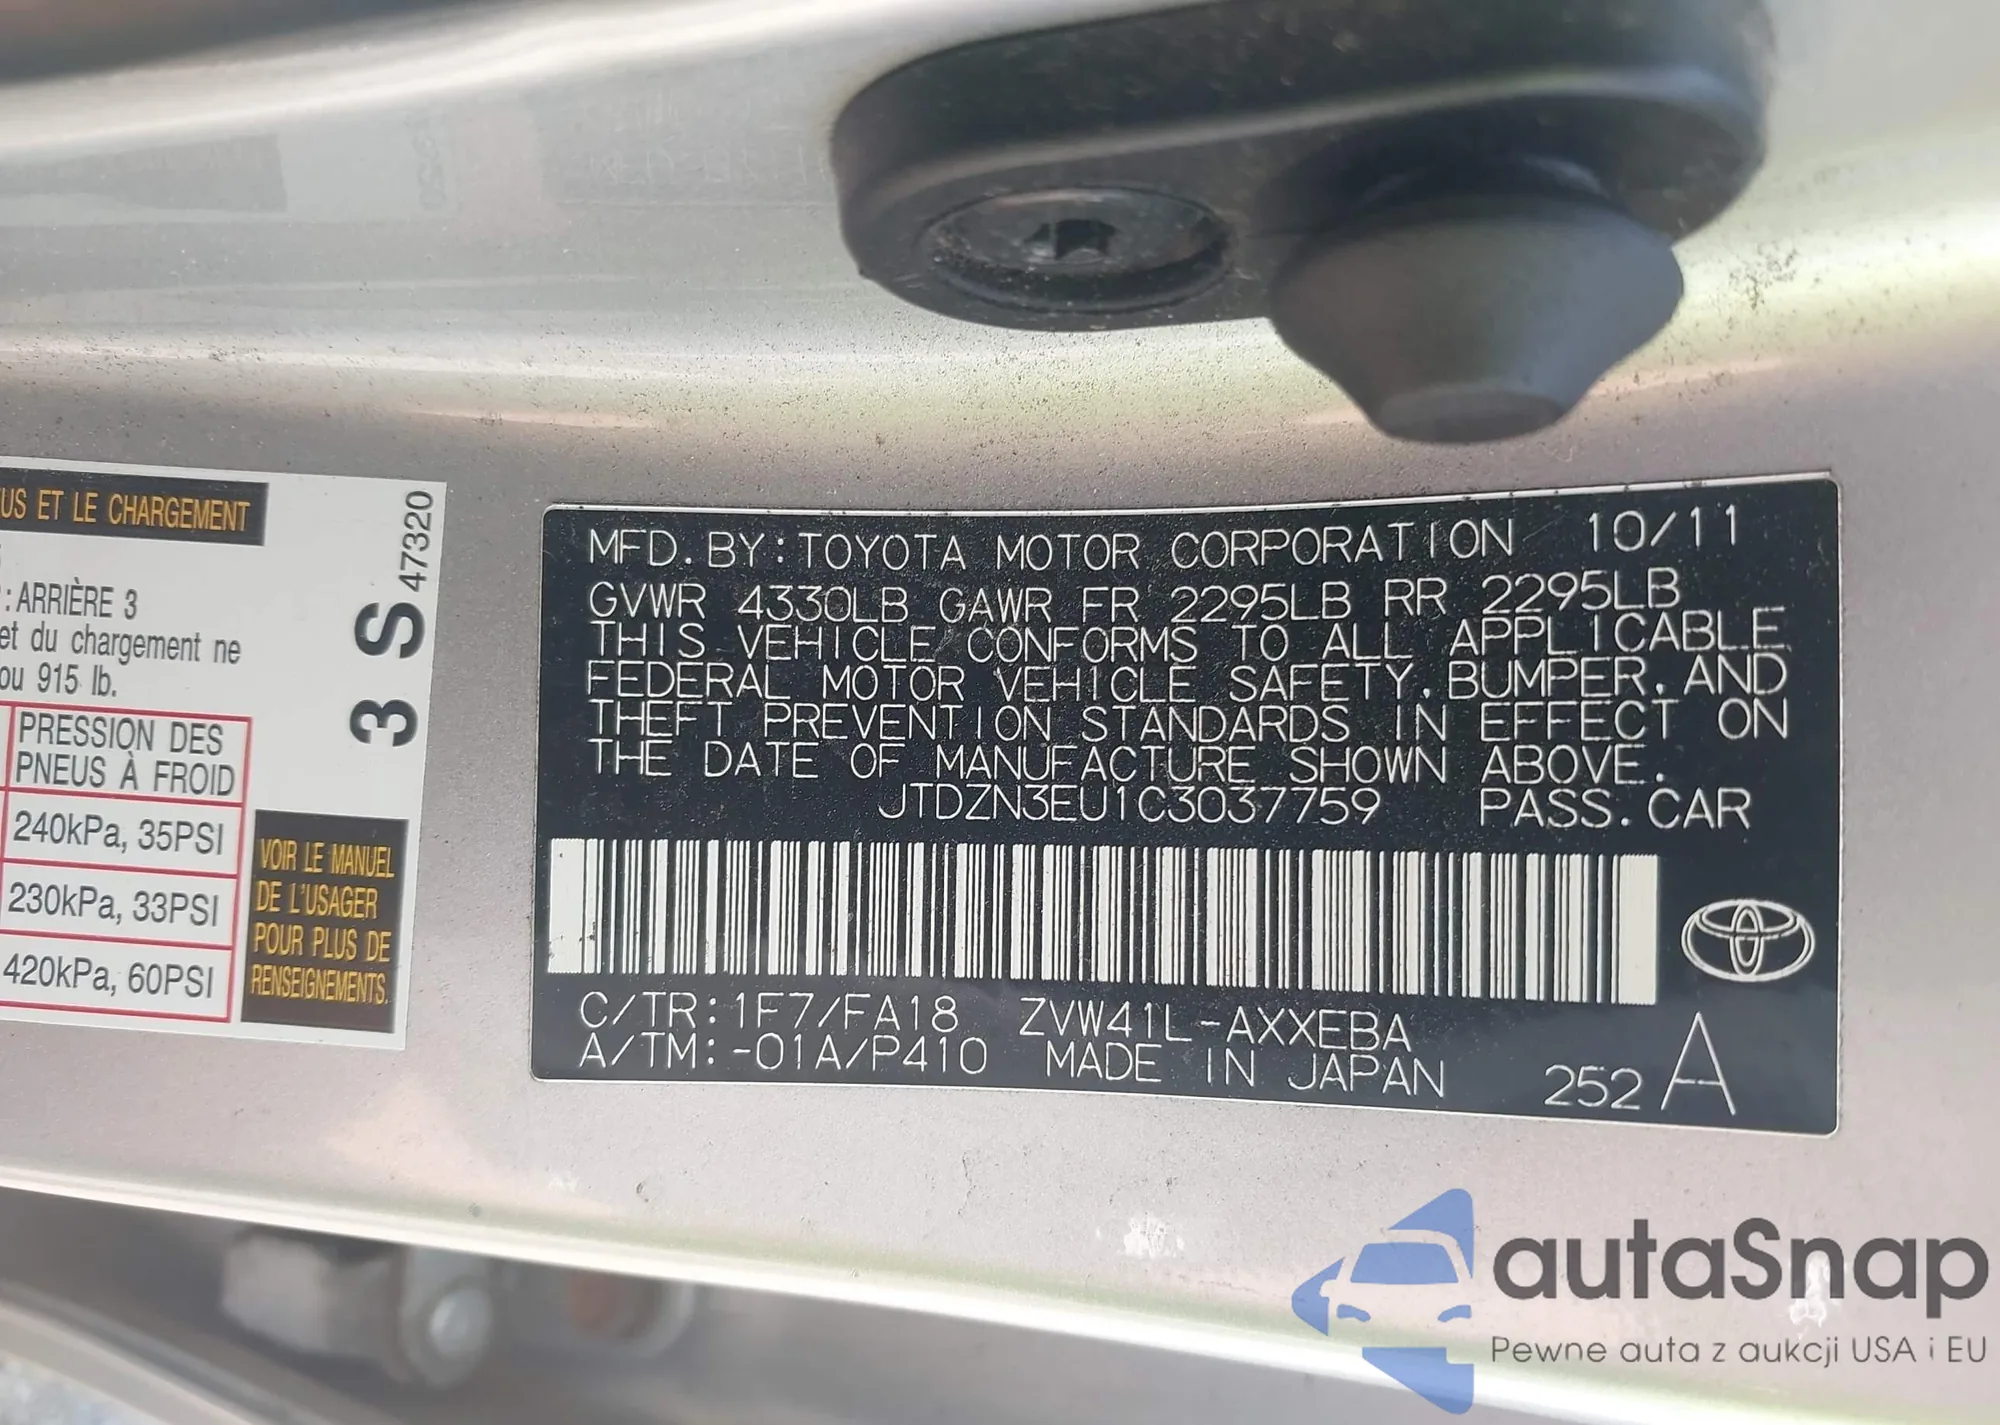 US ET LE CHARGEMENT
: ARRIÈRE 3
et du chargement ne
ou 915 lb.
PRESSION DES
PNEUS À FROID
240kPa, 35PSI
230kPa, 33PSI
420kPa, 60PSI
VOIR LE MANUEL
DE L'USAGER
POUR PLUS DE
RENSEIGNEMENTS.
3 S 47320
MFD. BY: TOYOTA MOTOR CORPORATION 10/11
GVWR 4330LB GAWR FR 2295LB RR 2295LB
THIS VEHICLE CONFORMS TO ALL APPLICABLE
FEDERAL MOTOR VEHICLE SAFETY, BUMPER, AND
THEFT PREVENTION STANDARDS IN EFFECT ON
THE DATE OF MANUFACTURE SHOWN ABOVE.
JTDZN3EU1C3037759 PASS. CAR
C/TR: 1F7/FA18 ZVW41L-AXXEBA
A/TM: -01A/P410 MADE IN JAPAN 252 A
autaSnap
Pewne auta z aukcji USA i EU